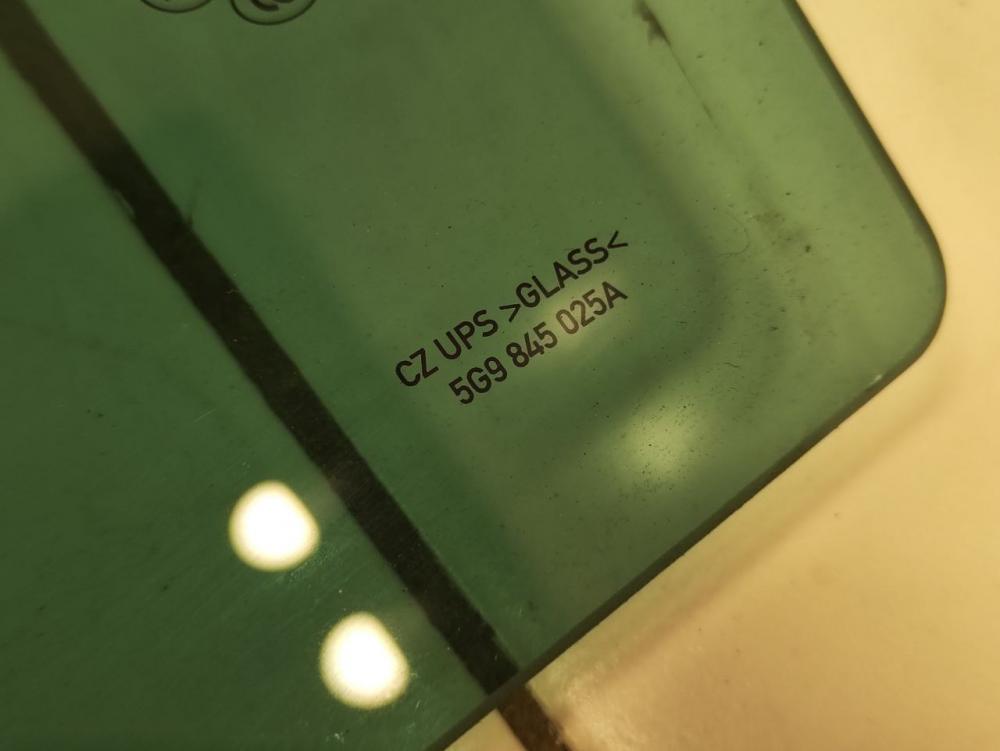 CZ UPS >GLASS<
5G9 845 025A